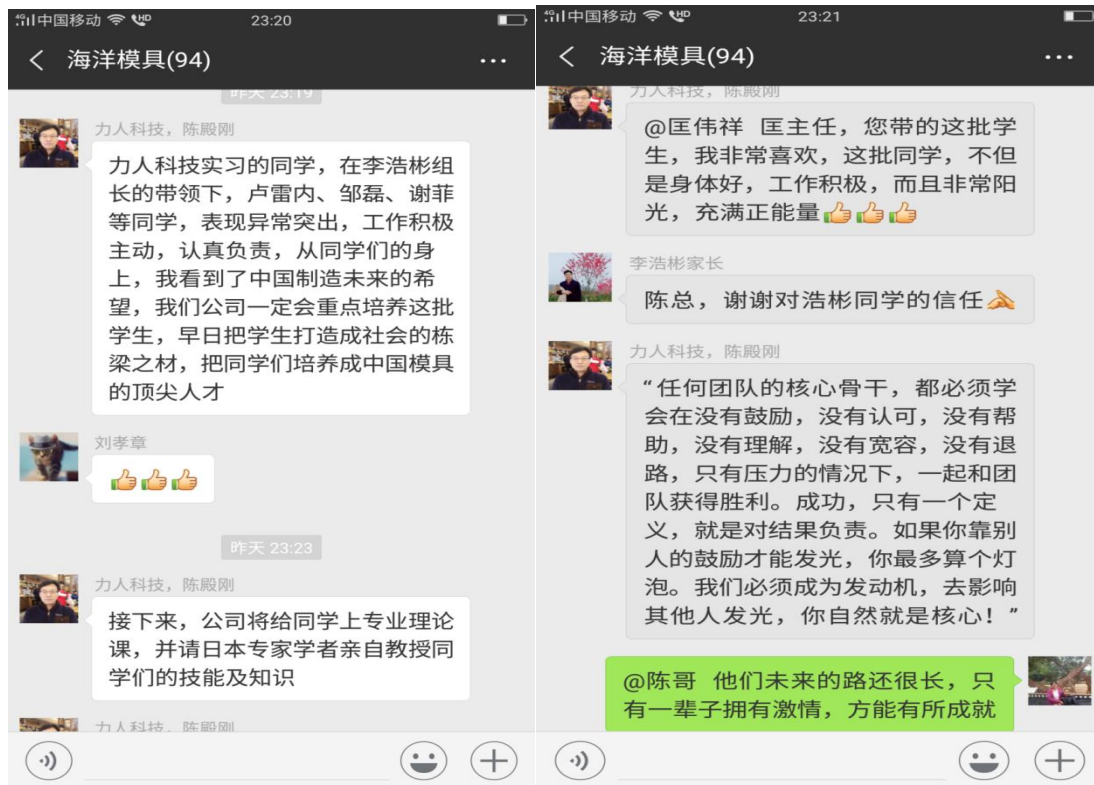 4G 中国移动 HD 23:20
海洋模具(94)
昨天 23:19
力人科技，陈殿刚
力人科技实习的同学，在李浩彬组
长的带领下，卢雷内、邹磊、谢菲
等同学，表现异常突出，工作积极
主动，认真负责，从同学们的身
上，我看到了中国制造未来的希
望，我们公司一定会重点培养这批
学生，早日把学生打造成社会的栋
梁之材，把同学们培养成中国模具
的顶尖人才
刘孝章
昨天 23:23
力人科技，陈殿刚
接下来，公司将给同学上专业理论
课，并请日本专家学者亲自教授同
学们的技能及知识
力人科技，陈殿刚
4G 中国移动 HD 23:21
海洋模具(94)
力人科技，陈殿刚
@匡伟祥 匡主任，您带的这批学
生，我非常喜欢，这批同学，不但
是身体好，工作积极，而且非常阳
光，充满正能量
李浩彬家长
陈总，谢谢对浩彬同学的信任
力人科技，陈殿刚
“任何团队的核心骨干，都必须学
会在没有鼓励，没有认可，没有帮
助，没有理解，没有宽容，没有退
路，只有压力的情况下，一起和团
队获得胜利。成功，只有一个定
义，就是对结果负责。如果你靠别
人的鼓励才能发光，你最多算个灯
泡。我们必须成为发动机，去影响
其他人发光，你自然就是核心！”
@陈哥 他们未来的路还很长，只
有一辈子拥有激情，方能有所成就